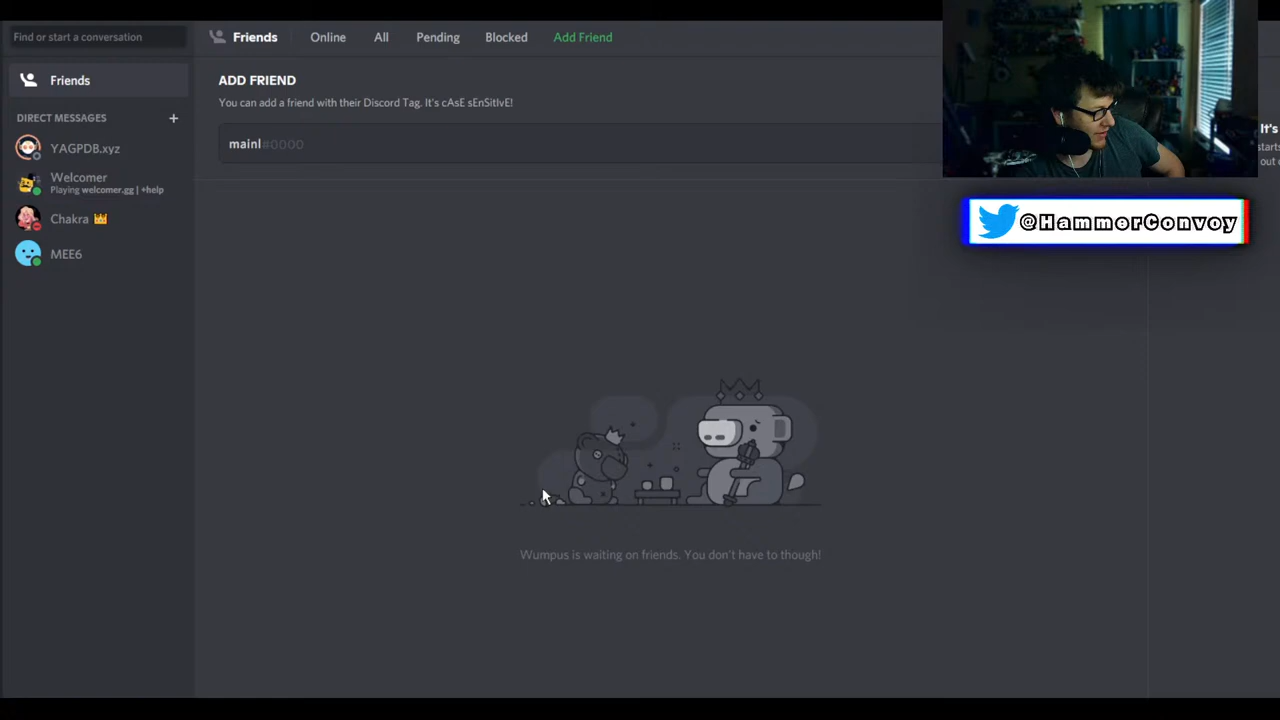 Find or start a conversation
Friends
Online
All
Pending
Blocked
Add Friend
Friends
DIRECT MESSAGES
YAGPDB.xyz
Welcomer
Playing welcomer.gg | +help
Chakra 👑
MEE6
ADD FRIEND
You can add a friend with their Discord Tag. It's cAsE sEnSitIvE!
mainl#0000
Wumpus is waiting on friends. You don't have to though!
@HammerConvoy
It's
starts
out